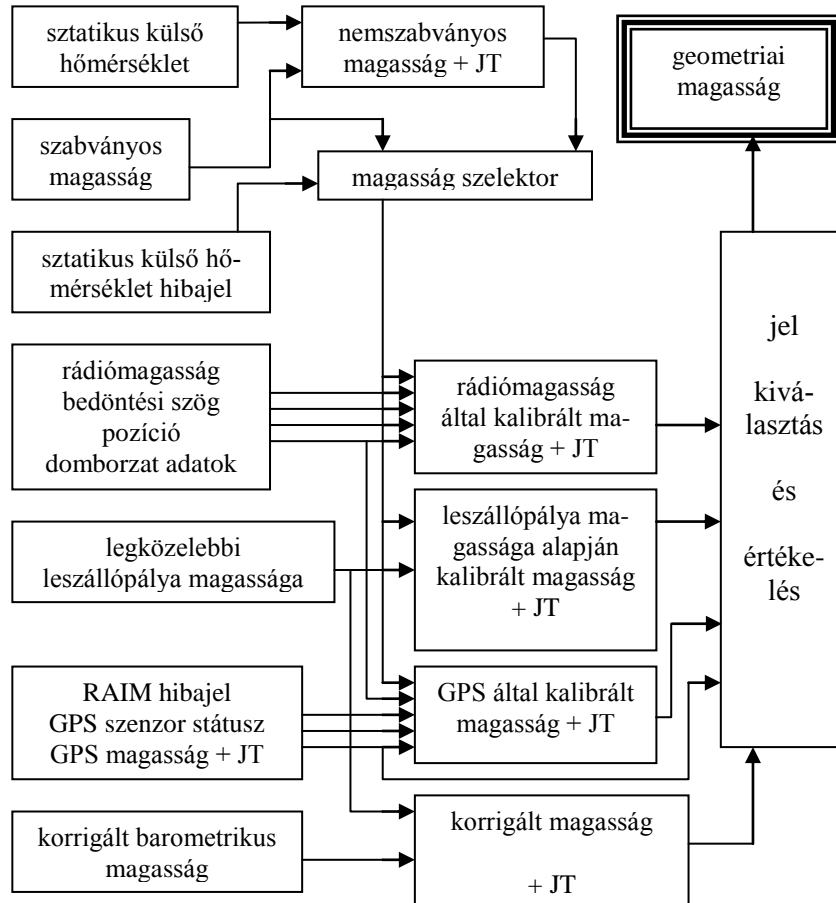 sztatikus külső
hőmérséklet
nemszabványos
magasság + JT
geometriai
magasság
szabványos
magasság
magasság szelektor
sztatikus külső hő-
mérséklet hibajel
rádiómagasság
bedöntési szög
pozíció
domborzat adatok
rádiómagasság
által kalibrált ma-
gasság + JT
jel
kivá-
lasztás
és
értéke-
lés
legközelebbi
leszállópálya magassága
leszállópálya ma-
gassága alapján
kalibrált magasság
+ JT
RAIM hibajel
GPS szenzor státusz
GPS magasság + JT
GPS által kalibrált
magasság + JT
korrigált barometrikus
magasság
korrigált magasság
+ JT